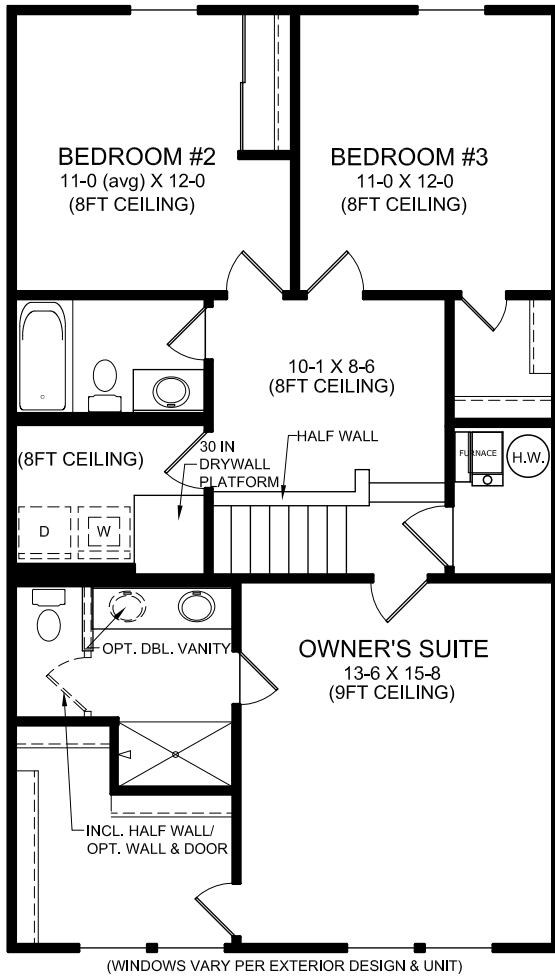 BEDROOM #2
11-0 (avg) X 12-0
(8FT CEILING)
BEDROOM #3
11-0 X 12-0
(8FT CEILING)
10-1 X 8-6
(8FT CEILING)
(8FT CEILING)
30 IN
DRYWALL
PLATFORM
HALF WALL
FURNACE
H.W.
D
W
OPT. DBL. VANITY
OWNER'S SUITE
13-6 X 15-8
(9FT CEILING)
INCL. HALF WALL/
OPT. WALL & DOOR
(WINDOWS VARY PER EXTERIOR DESIGN & UNIT)